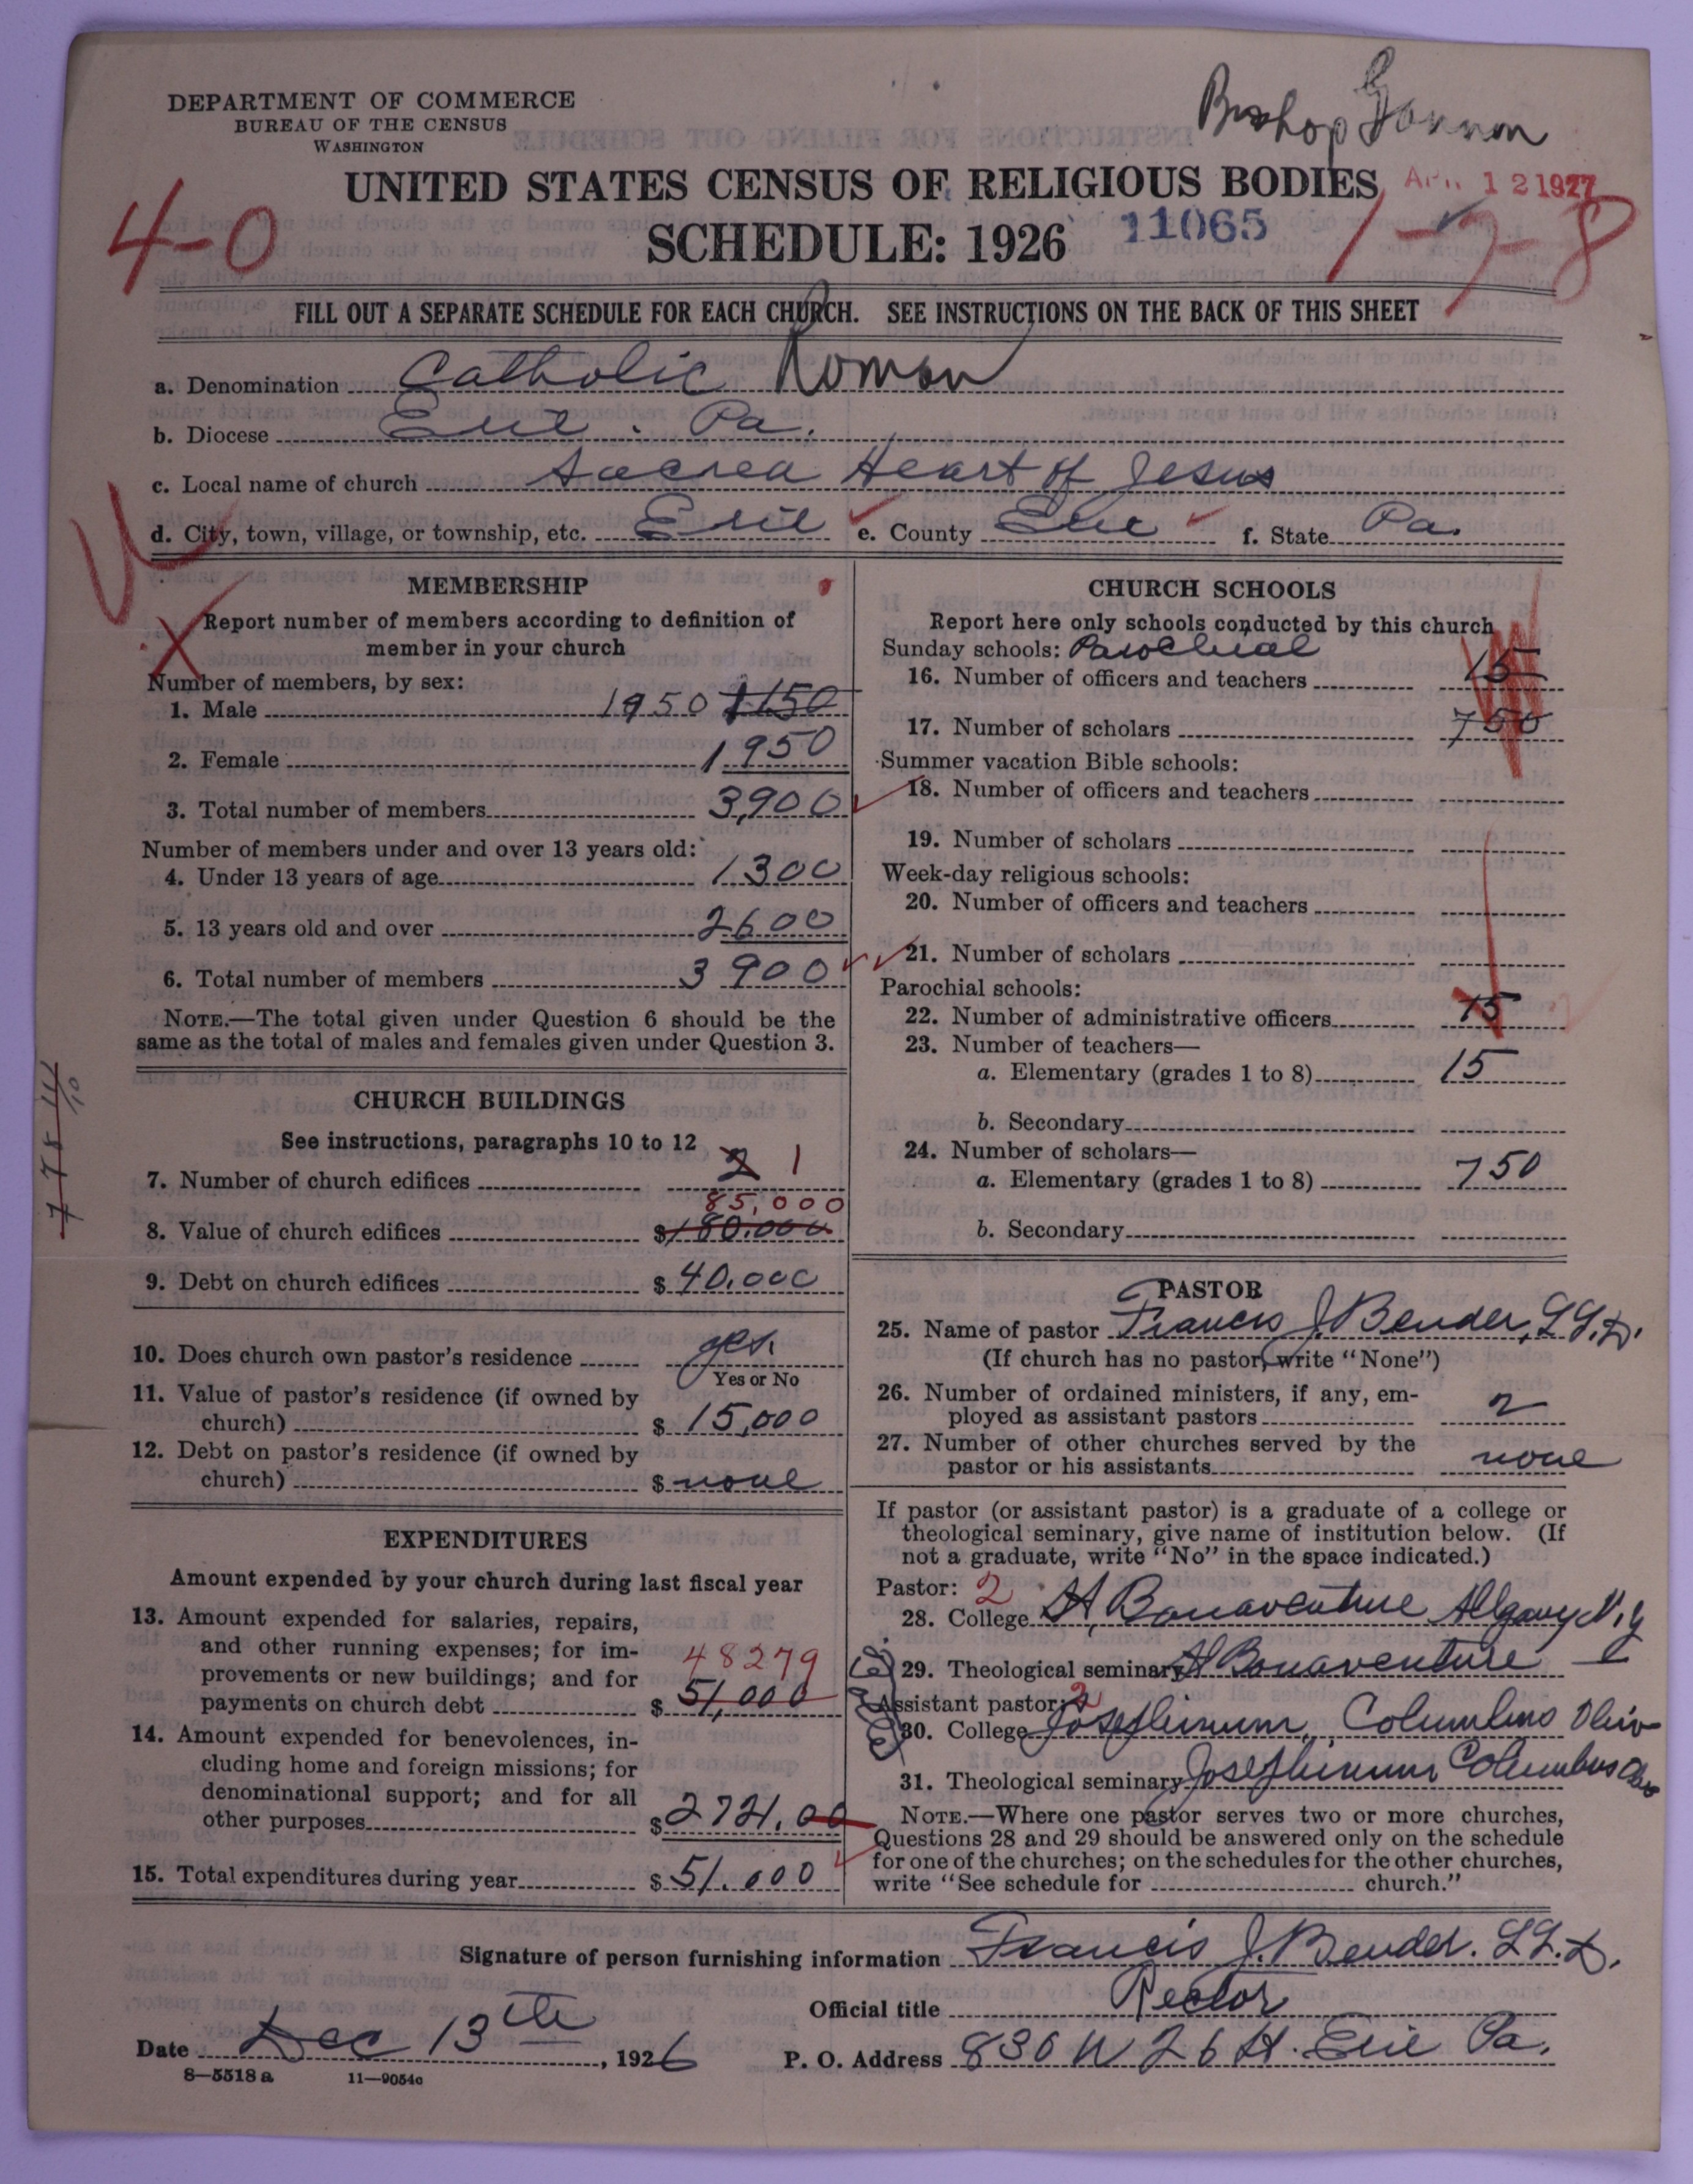 DEPARTMENT OF COMMERCE
BUREAU OF THE CENSUS
WASHINGTON
Bishop Gannon
UNITED STATES CENSUS OF RELIGIOUS BODIES
APR 12 1927
4-0
SCHEDULE: 1926
11065
1-7-8
FILL OUT A SEPARATE SCHEDULE FOR EACH CHURCH. SEE INSTRUCTIONS ON THE BACK OF THIS SHEET
a. Denomination Catholic Roman
b. Diocese Erie. Pa.
c. Local name of church Sacred Heart of Jesus
d. City, town, village, or township, etc. Erie e. County Erie f. State Pa.
MEMBERSHIP
Report number of members according to definition of
member in your church
Number of members, by sex:
1. Male 1950 1150
2. Female 1950
3. Total number of members 3,900
Number of members under and over 13 years old:
4. Under 13 years of age 1300
5. 13 years old and over 2600
6. Total number of members 3900
NOTE.—The total given under Question 6 should be the
same as the total of males and females given under Question 3.
CHURCH BUILDINGS
See instructions, paragraphs 10 to 12
7. Number of church edifices 2 1
85,000
8. Value of church edifices $180.000
9. Debt on church edifices $40.000
10. Does church own pastor's residence yes.
Yes or No
11. Value of pastor's residence (if owned by
church) $15,000
12. Debt on pastor's residence (if owned by
church) $none
EXPENDITURES
Amount expended by your church during last fiscal year
13. Amount expended for salaries, repairs,
and other running expenses; for im-
provements or new buildings; and for
48279
payments on church debt $51,000
14. Amount expended for benevolences, in-
cluding home and foreign missions; for
denominational support; and for all
other purposes $2721.00
15. Total expenditures during year $51.000
CHURCH SCHOOLS
Report here only schools conducted by this church
Sunday schools: Parochial
16. Number of officers and teachers 15
17. Number of scholars 750
Summer vacation Bible schools:
18. Number of officers and teachers
19. Number of scholars
Week-day religious schools:
20. Number of officers and teachers
21. Number of scholars
Parochial schools:
22. Number of administrative officers 15
23. Number of teachers—
a. Elementary (grades 1 to 8) 15
b. Secondary
24. Number of scholars—
a. Elementary (grades 1 to 8) 750
b. Secondary
PASTOR
25. Name of pastor Francis J. Bender, LL.D.
(If church has no pastor, write "None")
26. Number of ordained ministers, if any, em-
ployed as assistant pastors 2
27. Number of other churches served by the
pastor or his assistants none
If pastor (or assistant pastor) is a graduate of a college or
theological seminary, give name of institution below. (If
not a graduate, write "No" in the space indicated.)
Pastor: 2
28. College St. Bonaventure Allgany N.Y
29. Theological seminary St Bonaventure
Assistant pastor: 2
30. College Josephinum, Columbus Ohio
31. Theological seminary Josephinum Columbus Ohio
NOTE.—Where one pastor serves two or more churches,
Questions 28 and 29 should be answered only on the schedule
for one of the churches; on the schedules for the other churches,
write "See schedule for church."
Signature of person furnishing information Francis J. Bender. LL.D.
Official title Rector
Date Dec 13th, 1926
P. O. Address 830 W 26 St. Erie Pa.
8—5518 a 11—9054c